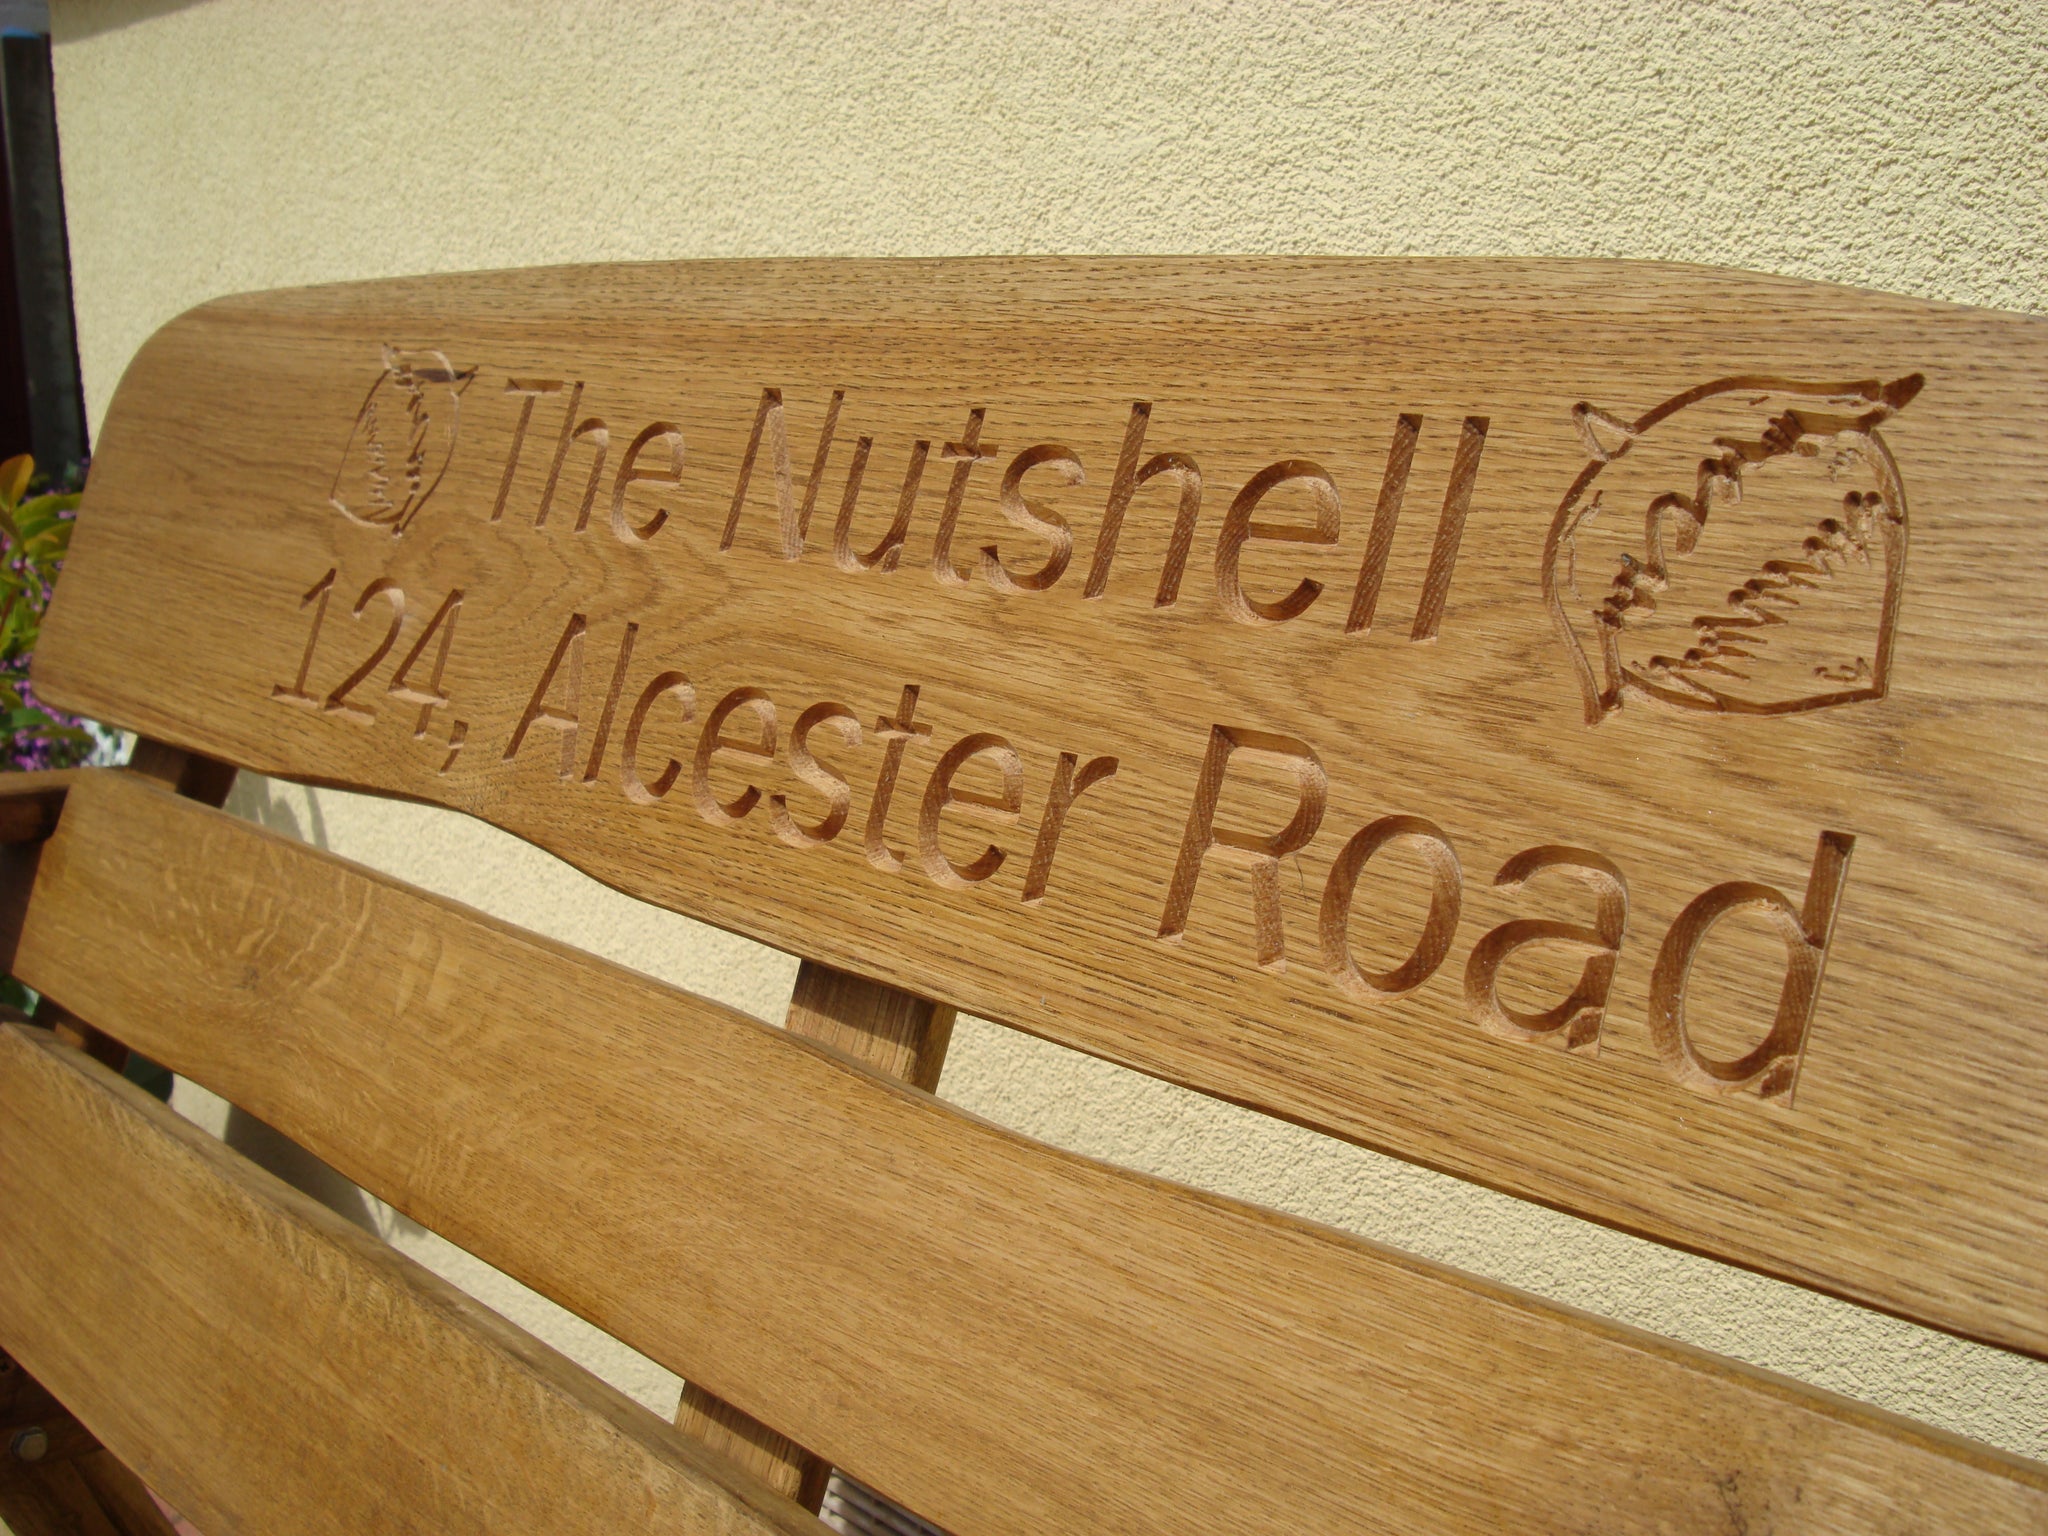 The Nutshell
124, Alcester Road